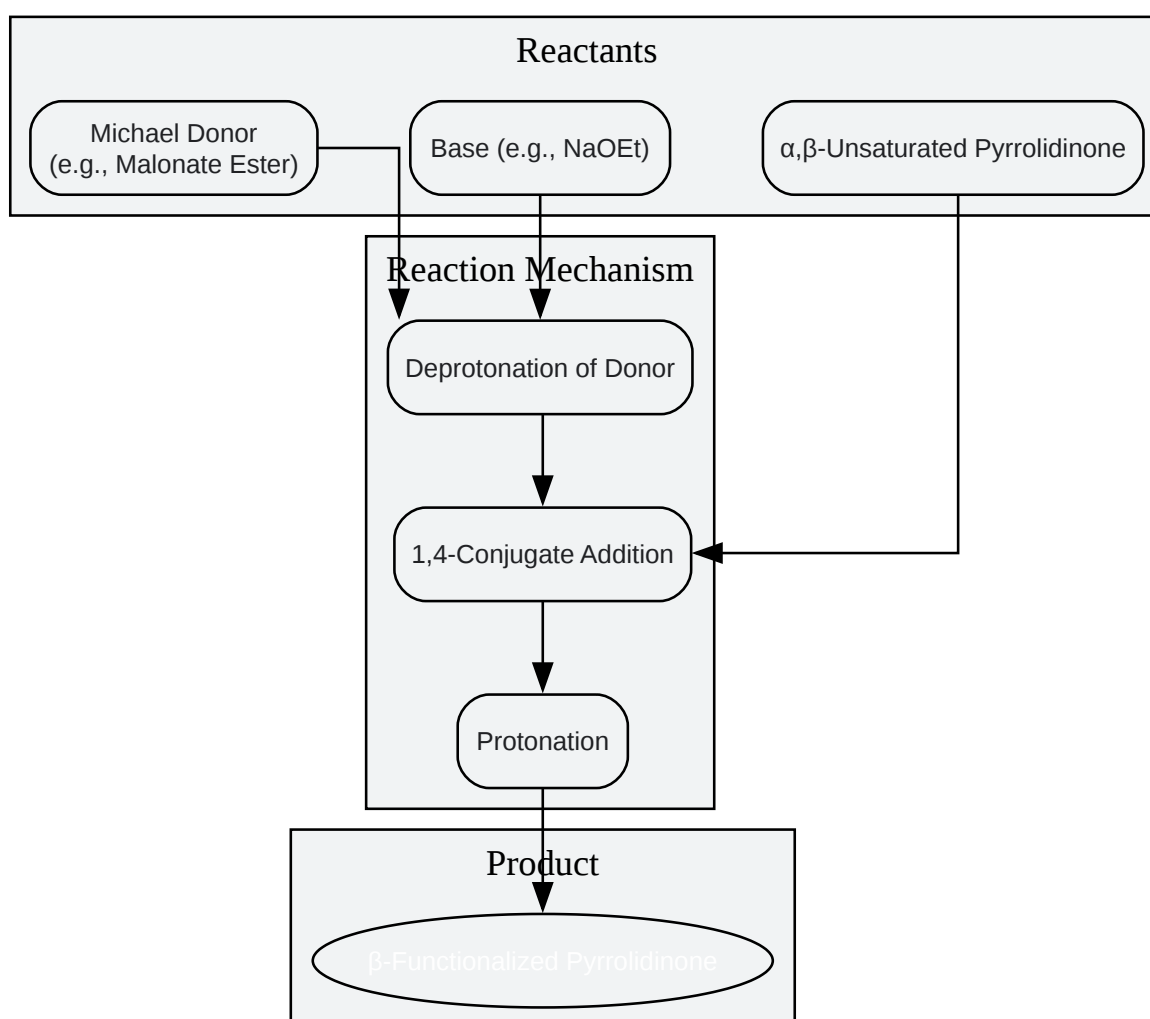 Reactants
Michael Donor
(e.g., Malonate Ester)
Base (e.g., NaOEt)
α,β-Unsaturated Pyrrolidinone
Reaction Mechanism
Deprotonation of Donor
1,4-Conjugate Addition
Protonation
Product
β-Functionalized Pyrrolidinone